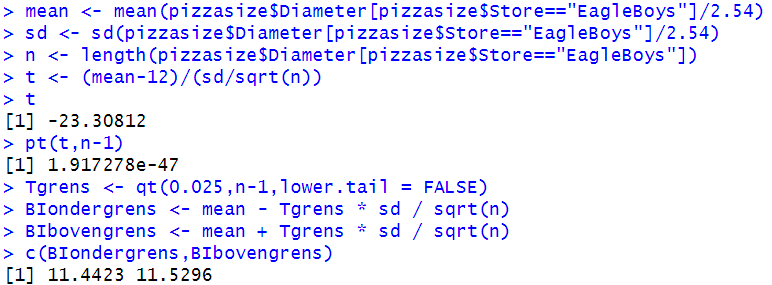 > mean <- mean(pizzasize$Diameter[pizzasize$Store=="EagleBoys"]/2.54)
> sd <- sd(pizzasize$Diameter[pizzasize$Store=="EagleBoys"]/2.54)
> n <- length(pizzasize$Diameter[pizzasize$Store=="EagleBoys"])
> t <- (mean-12)/(sd/sqrt(n))
> t
[1] -23.30812
> pt(t,n-1)
[1] 1.917278e-47
> Tgrens <- qt(0.025,n-1,lower.tail = FALSE)
> BIondergrens <- mean - Tgrens * sd / sqrt(n)
> BIbovengrens <- mean + Tgrens * sd / sqrt(n)
> c(BIondergrens,BIbovengrens)
[1] 11.4423 11.5296